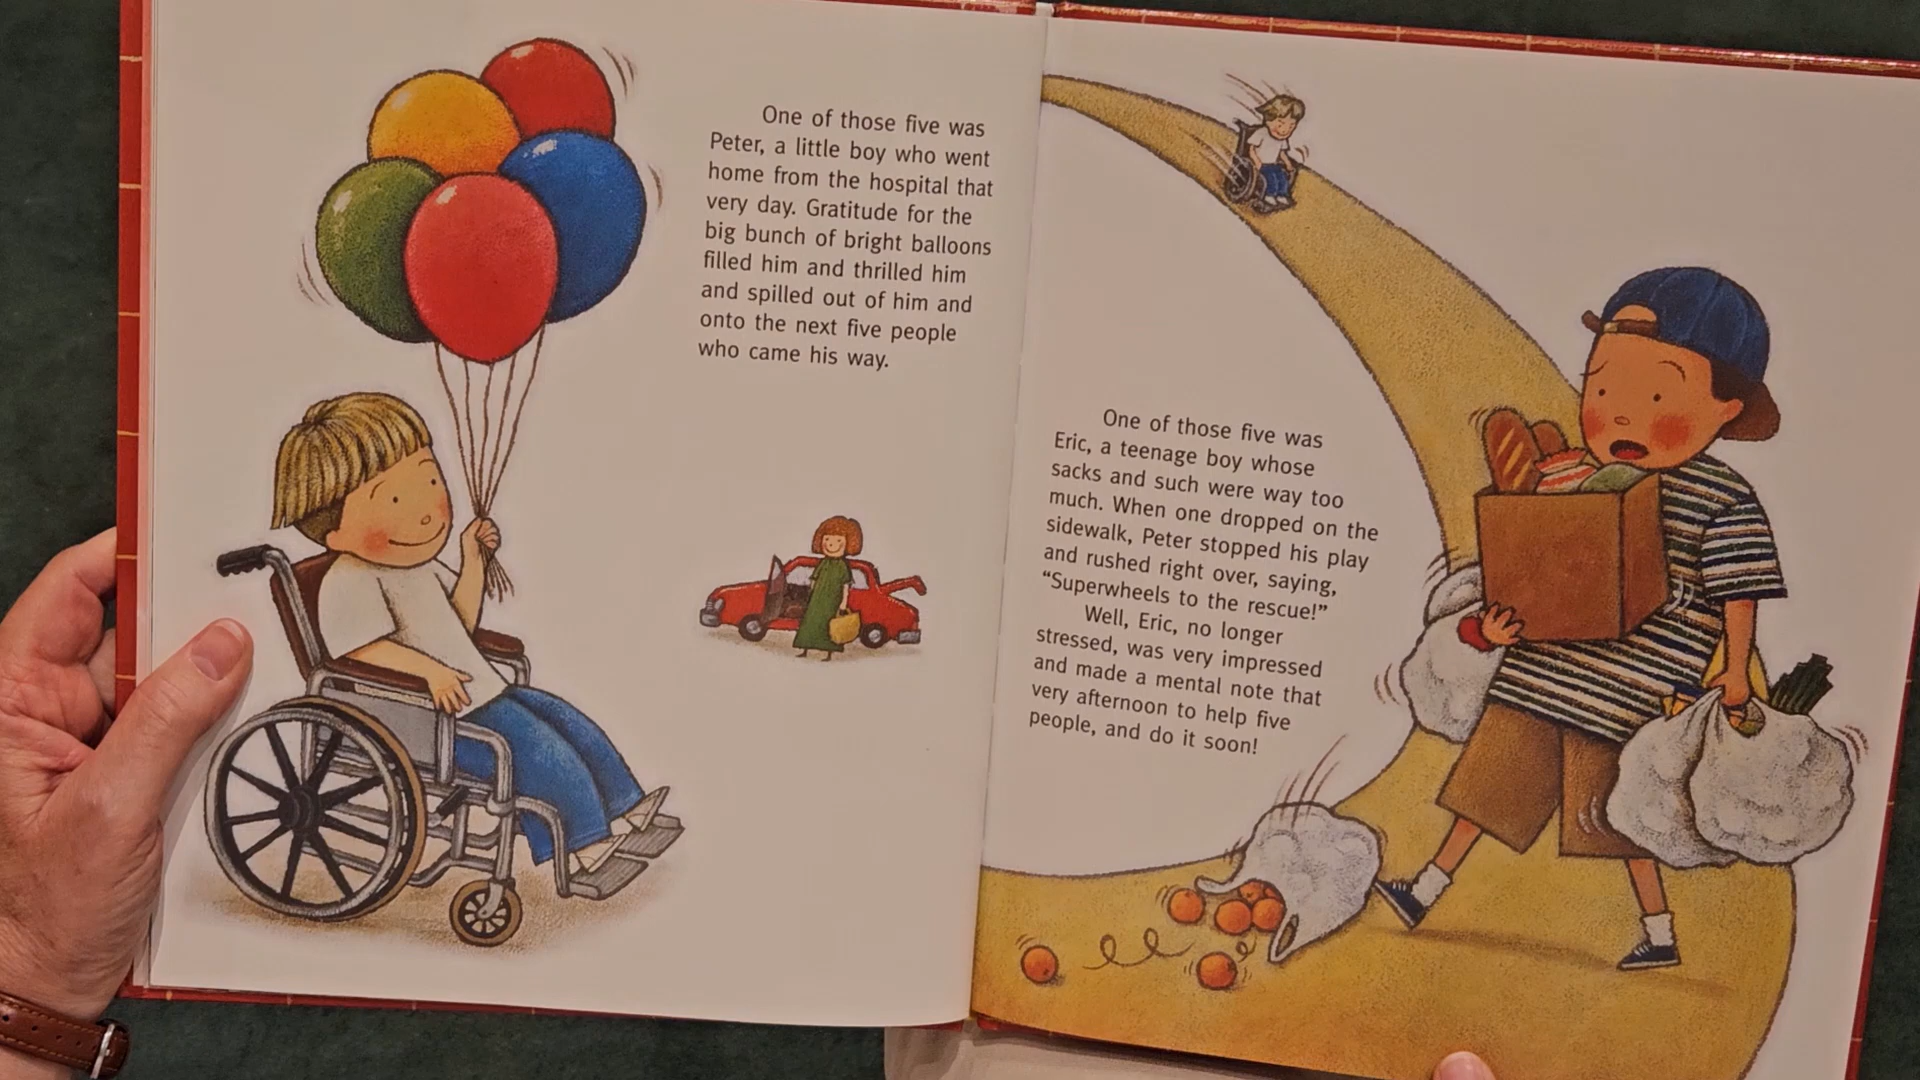 One of those five was
Peter, a little boy who went
home from the hospital that
very day. Gratitude for the
big bunch of bright balloons
filled him and thrilled him
and spilled out of him and
onto the next five people
who came his way.
One of those five was
Eric, a teenage boy whose
sacks and such were way too
much. When one dropped on the
sidewalk, Peter stopped his play
and rushed right over, saying,
“Superwheels to the rescue!”
Well, Eric, no longer
stressed, was very impressed
and made a mental note that
very afternoon to help five
people, and do it soon!